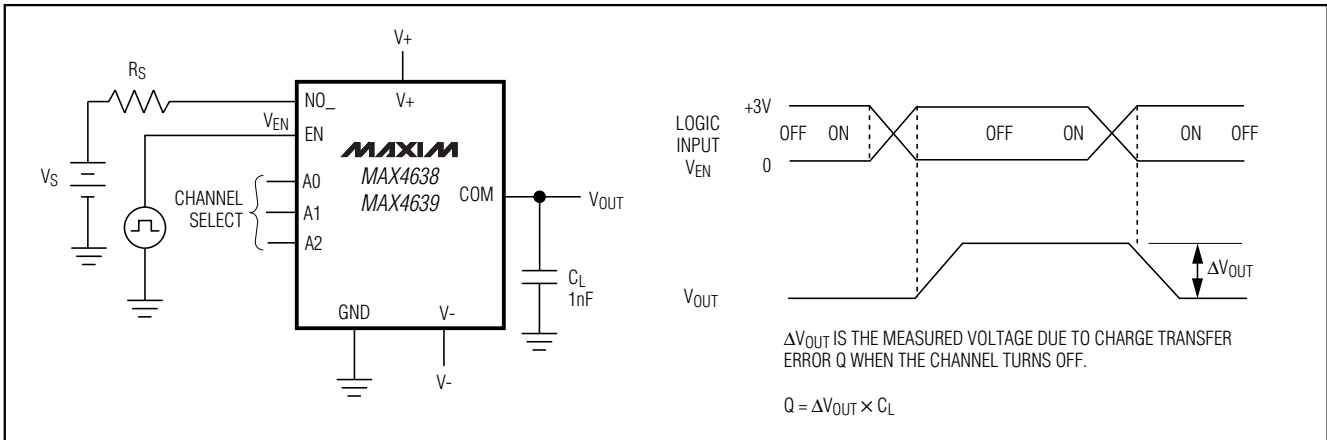 V+
RS
NO_
V+
VEN
EN
VS
MAXIM
MAX4638
MAX4639
A0
CHANNEL
SELECT
A1
A2
COM
VOUT
CL
1nF
GND
V-
V-
LOGIC
INPUT
VEN
+3V
0
OFF ON OFF ON ON OFF
VOUT
ΔVOUT
ΔVOUT IS THE MEASURED VOLTAGE DUE TO CHARGE TRANSFER
ERROR Q WHEN THE CHANNEL TURNS OFF.
Q = ΔVOUT × CL